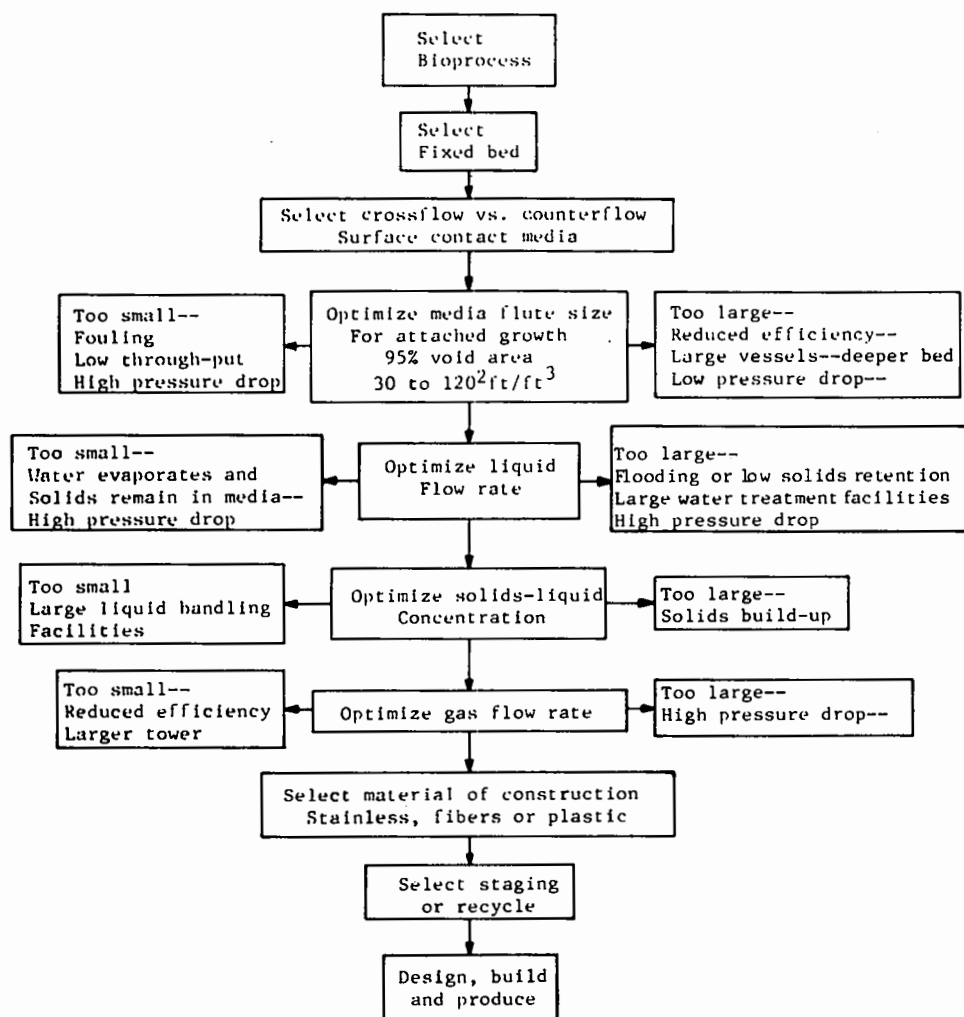 Select
Bioprocess
Select
Fixed bed
Select crossflow vs. counterflow
Surface contact media
Too small--
Fouling
Low through-put
High pressure drop
Optimize media flute size
For attached growth
95% void area
30 to 120²ft/ft³
Too large--
Reduced efficiency--
Large vessels--deeper bed
Low pressure drop--
Too small--
Water evaporates and
Solids remain in media--
High pressure drop
Optimize liquid
Flow rate
Too large--
Flooding or low solids retention
Large water treatment facilities
High pressure drop
Too small
Large liquid handling
Facilities
Optimize solids-liquid
Concentration
Too large--
Solids build-up
Too small--
Reduced efficiency
Larger tower
Optimize gas flow rate
Too large--
High pressure drop--
Select material of construction
Stainless, fibers or plastic
Select staging
or recycle
Design, build
and produce